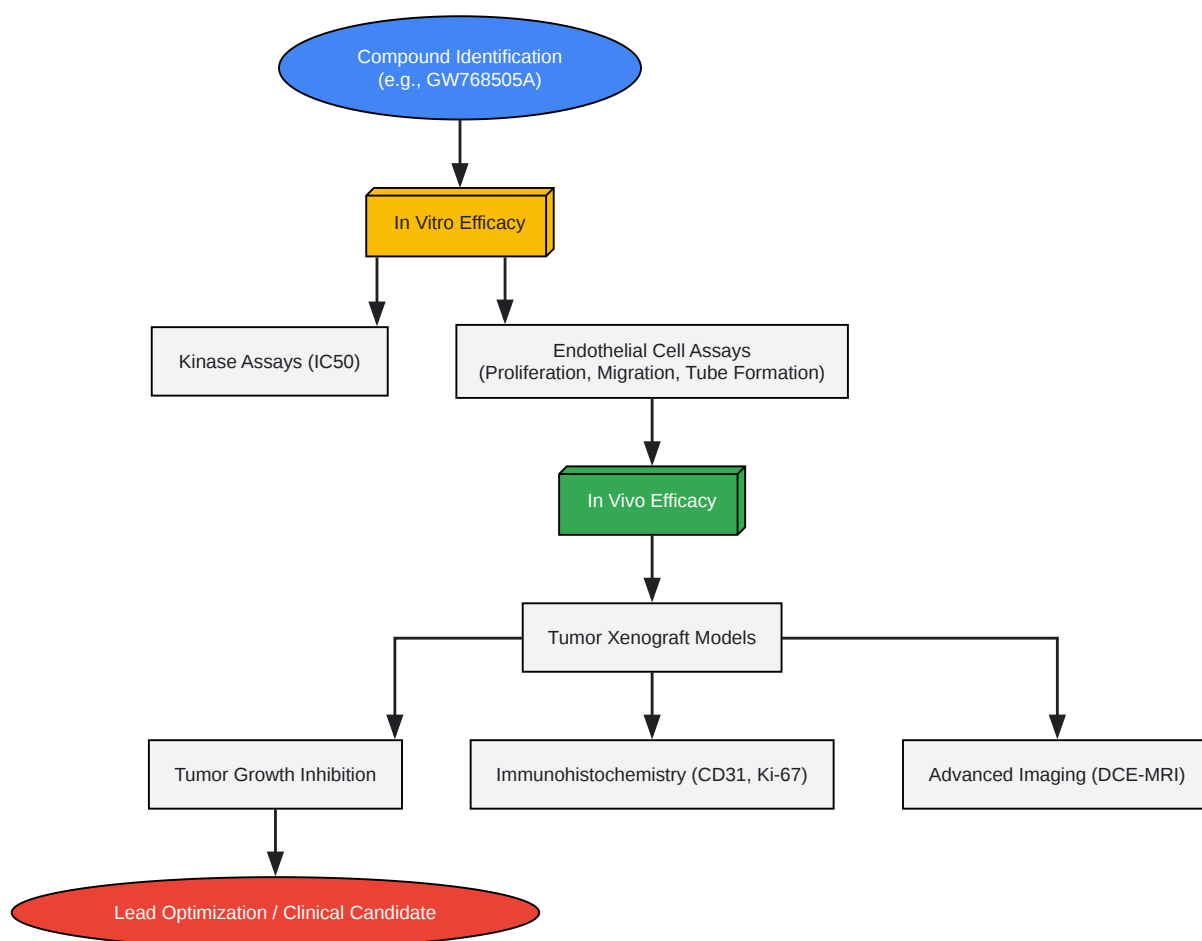 Compound Identification
(e.g., GW768505A)
In Vitro Efficacy
Kinase Assays (IC50)
Endothelial Cell Assays
(Proliferation, Migration, Tube Formation)
In Vivo Efficacy
Tumor Xenograft Models
Tumor Growth Inhibition
Immunohistochemistry (CD31, Ki-67)
Advanced Imaging (DCE-MRI)
Lead Optimization / Clinical Candidate